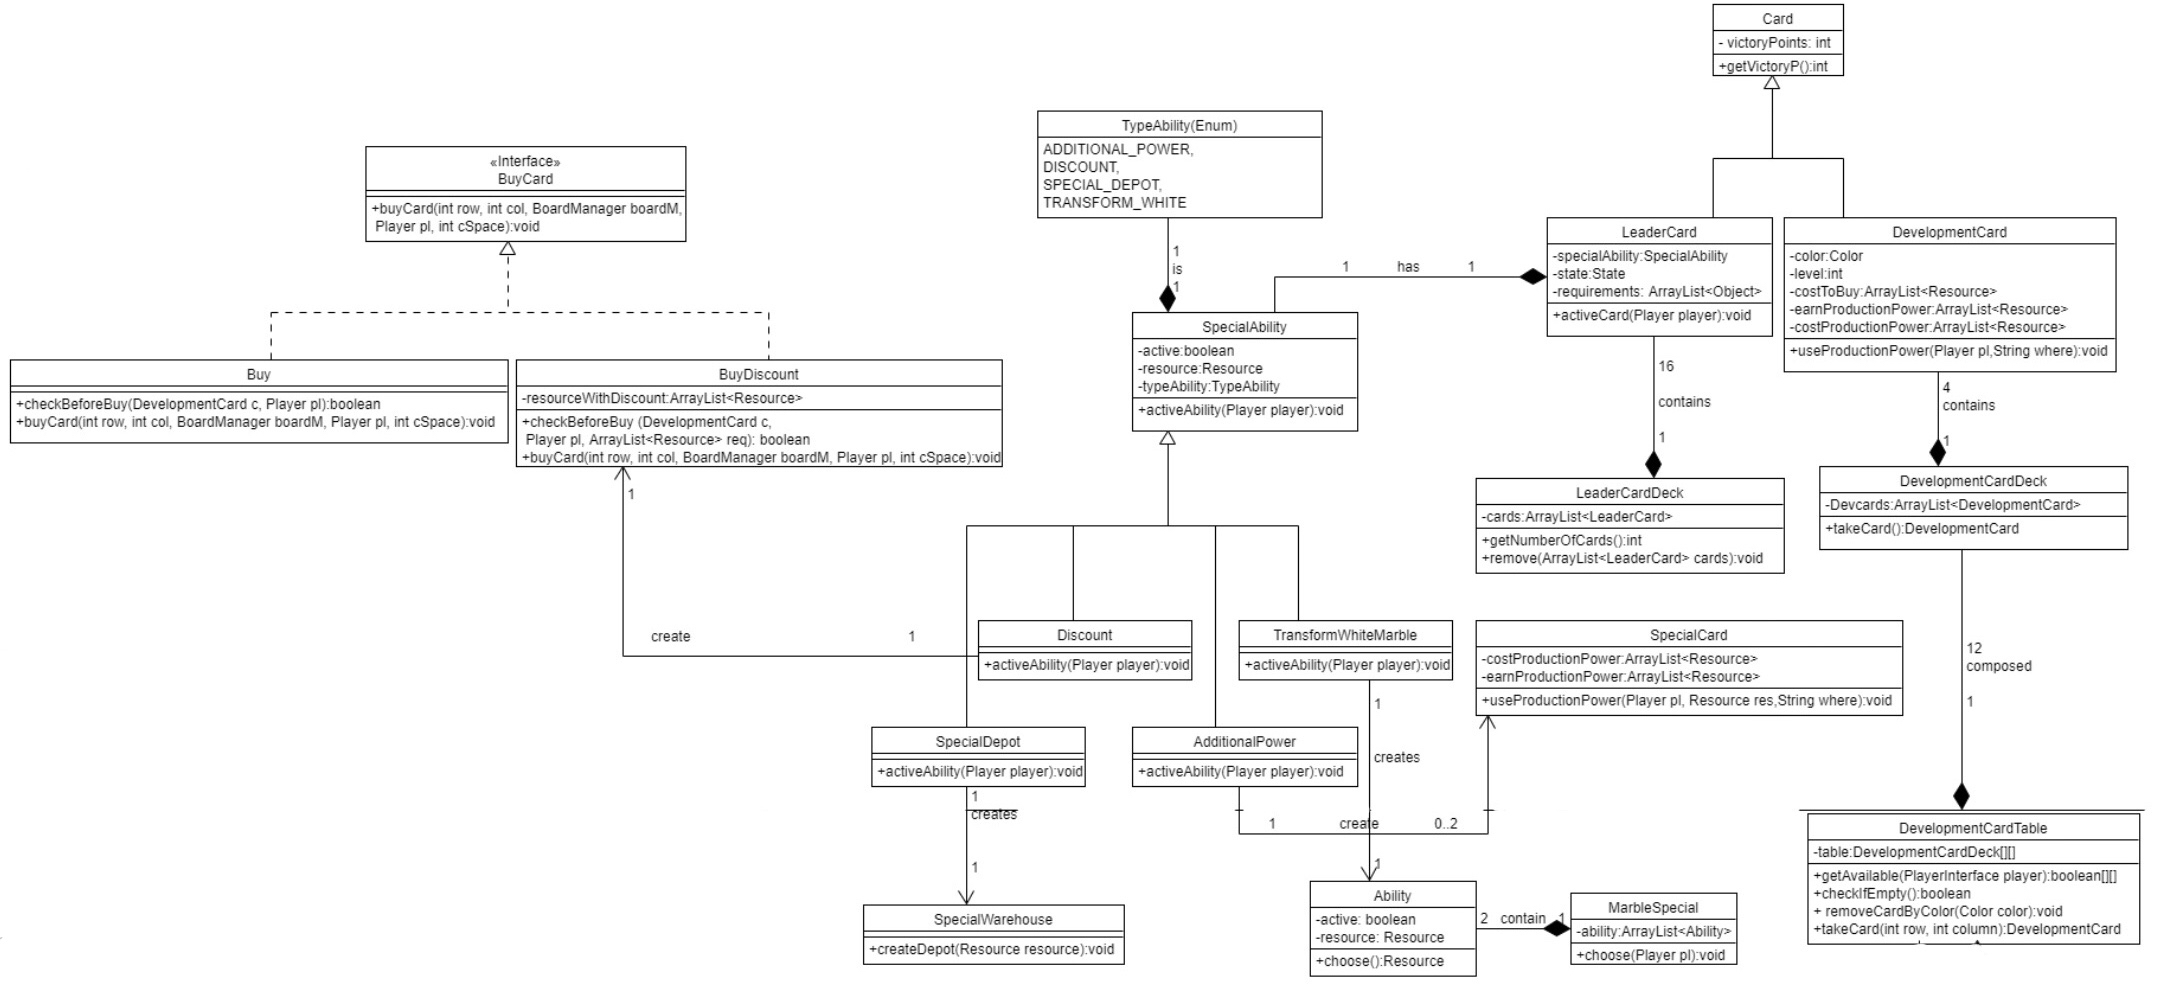 Card
- victoryPoints: int
+getVictoryP():int
TypeAbility(Enum)
ADDITIONAL_POWER,
DISCOUNT,
SPECIAL_DEPOT,
TRANSFORM_WHITE
«Interface»
BuyCard
+buyCard(int row, int col, BoardManager boardM,
Player pl, int cSpace):void
1
is
1
1 has 1
LeaderCard
-specialAbility:SpecialAbility
-state:State
-requirements: ArrayList<Object>
+activeCard(Player player):void
DevelopmentCard
-color:Color
-level:int
-costToBuy:ArrayList<Resource>
-earnProductionPower:ArrayList<Resource>
-costProductionPower:ArrayList<Resource>
+useProductionPower(Player pl,String where):void
SpecialAbility
-active:boolean
-resource:Resource
-typeAbility:TypeAbility
+activeAbility(Player player):void
Buy
+checkBeforeBuy(DevelopmentCard c, Player pl):boolean
+buyCard(int row, int col, BoardManager boardM, Player pl, int cSpace):void
BuyDiscount
-resourceWithDiscount:ArrayList<Resource>
+checkBeforeBuy (DevelopmentCard c,
Player pl, ArrayList<Resource> req): boolean
+buyCard(int row, int col, BoardManager boardM, Player pl, int cSpace):void
16
contains
1
4
contains
1
LeaderCardDeck
-cards:ArrayList<LeaderCard>
+getNumberOfCards():int
+remove(ArrayList<LeaderCard> cards):void
DevelopmentCardDeck
-Devcards:ArrayList<DevelopmentCard>
+takeCard():DevelopmentCard
1
create 1
Discount
+activeAbility(Player player):void
TransformWhiteMarble
+activeAbility(Player player):void
SpecialCard
-costProductionPower:ArrayList<Resource>
-earnProductionPower:ArrayList<Resource>
+useProductionPower(Player pl, Resource res,String where):void
12
composed
1
SpecialDepot
+activeAbility(Player player):void
AdditionalPower
+activeAbility(Player player):void
1
creates
1
1
creates
1
1 create 0..2
SpecialWarehouse
+createDepot(Resource resource):void
Ability
-active: boolean
-resource: Resource
+choose():Resource
2 contain 1
MarbleSpecial
-ability:ArrayList<Ability>
+choose(Player pl):void
DevelopmentCardTable
-table:DevelopmentCardDeck[][]
+getAvailable(PlayerInterface player):boolean[][]
+checkIfEmpty():boolean
+ removeCardByColor(Color color):void
+takeCard(int row, int column):DevelopmentCard